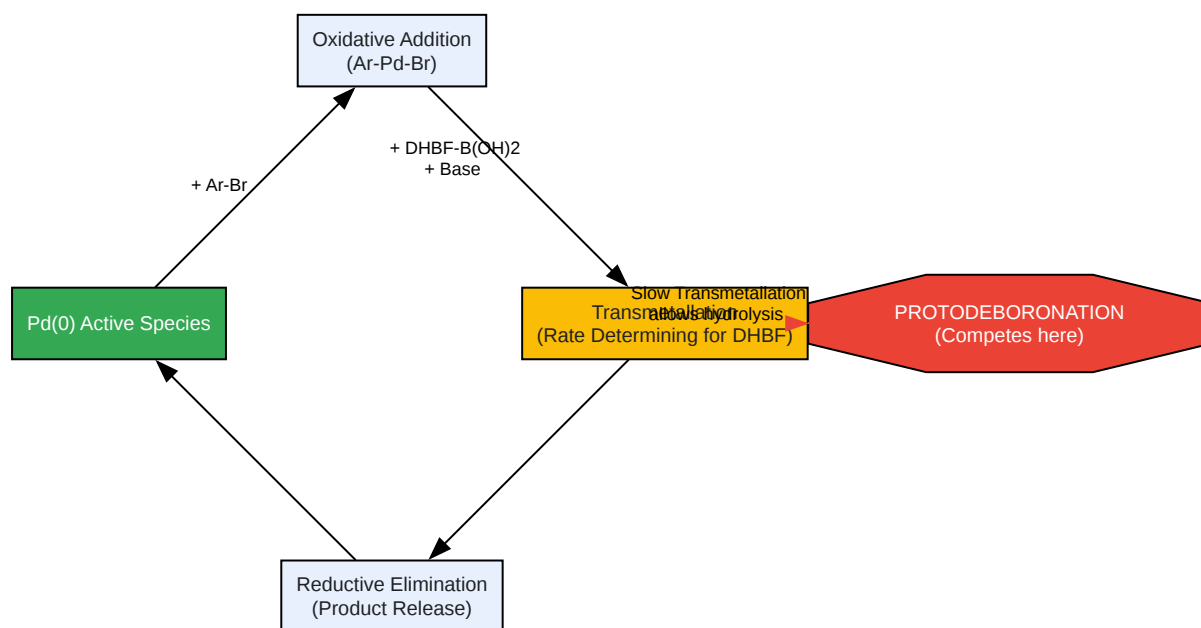 Oxidative Addition
(Ar-Pd-Br)
+ DHBF-B(OH)2
+ Base
+ Ar-Br
Pd(0) Active Species
Slow Transmetallation
allows hydrolysis
Transmetallation
(Rate Determining for DHBF)
PROTODEBORONATION
(Competes here)
Reductive Elimination
(Product Release)